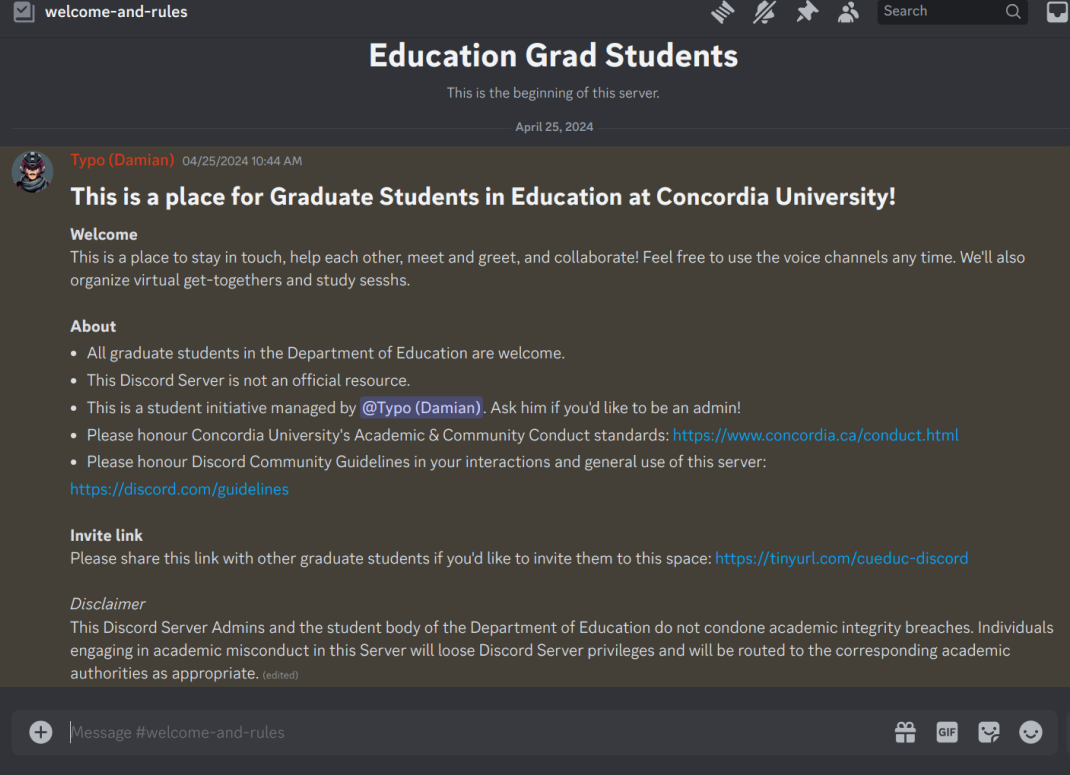 welcome-and-rules
Search
Education Grad Students
This is the beginning of this server.
April 25, 2024
Typo (Damian) 04/25/2024 10:44 AM
This is a place for Graduate Students in Education at Concordia University!
Welcome
This is a place to stay in touch, help each other, meet and greet, and collaborate! Feel free to use the voice channels any time. We'll also
organize virtual get-togethers and study sesshs.
About
• All graduate students in the Department of Education are welcome.
• This Discord Server is not an official resource.
• This is a student initiative managed by @Typo (Damian). Ask him if you'd like to be an admin!
• Please honour Concordia University's Academic & Community Conduct standards: https://www.concordia.ca/conduct.html
• Please honour Discord Community Guidelines in your interactions and general use of this server:
https://discord.com/guidelines
Invite link
Please share this link with other graduate students if you'd like to invite them to this space: https://tinyurl.com/cueduc-discord
Disclaimer
This Discord Server Admins and the student body of the Department of Education do not condone academic integrity breaches. Individuals
engaging in academic misconduct in this Server will loose Discord Server privileges and will be routed to the corresponding academic
authorities as appropriate. (edited)
Message #welcome-and-rules
GIF